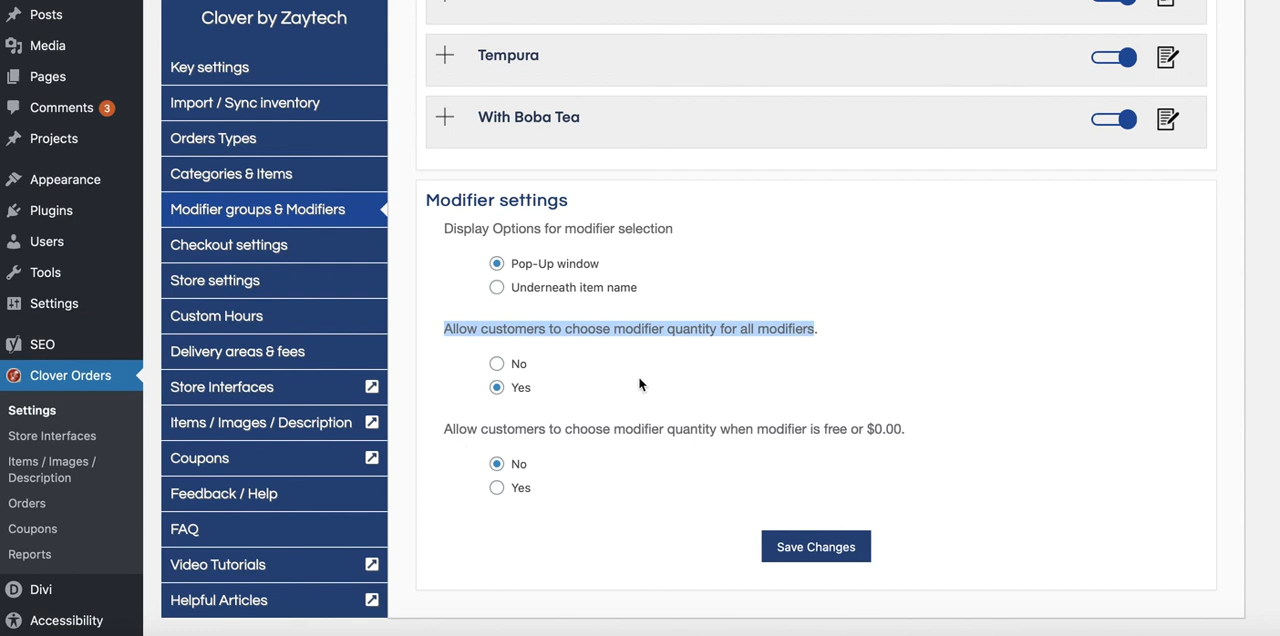 Posts
Media
Pages
Comments 3
Projects
Appearance
Plugins
Users
Tools
Settings
SEO
Clover Orders
Settings
Store Interfaces
Items / Images /
Description
Orders
Coupons
Reports
Divi
Accessibility
Clover by Zaytech
Key settings
Import / Sync inventory
Orders Types
Categories & Items
Modifier groups & Modifiers
Checkout settings
Store settings
Custom Hours
Delivery areas & fees
Store Interfaces
Items / Images / Description
Coupons
Feedback / Help
FAQ
Video Tutorials
Helpful Articles
Tempura
With Boba Tea
Modifier settings
Display Options for modifier selection
Pop-Up window
Underneath item name
Allow customers to choose modifier quantity for all modifiers.
No
Yes
Allow customers to choose modifier quantity when modifier is free or $0.00.
No
Yes
Save Changes